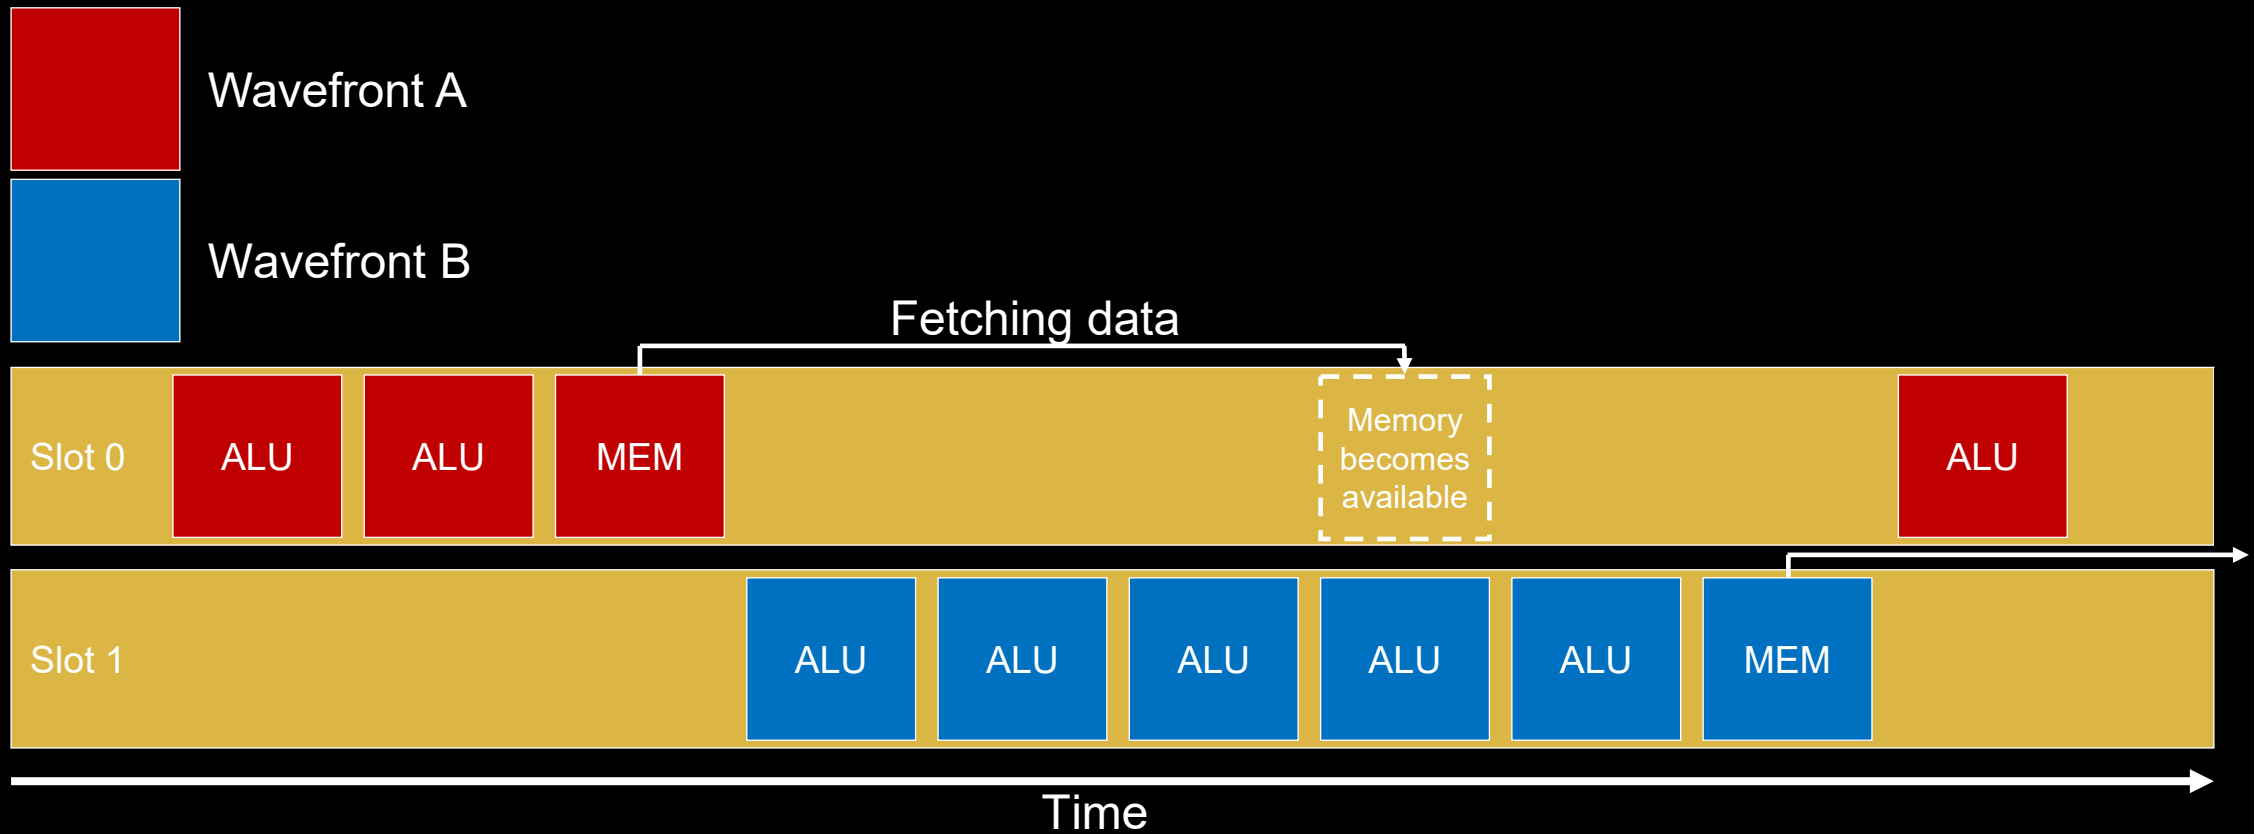 Wavefront A
Wavefront B
Fetching data
Slot 0
ALU
ALU
MEM
Memory
becomes
available
ALU
Slot 1
ALU
ALU
ALU
ALU
ALU
MEM
Time